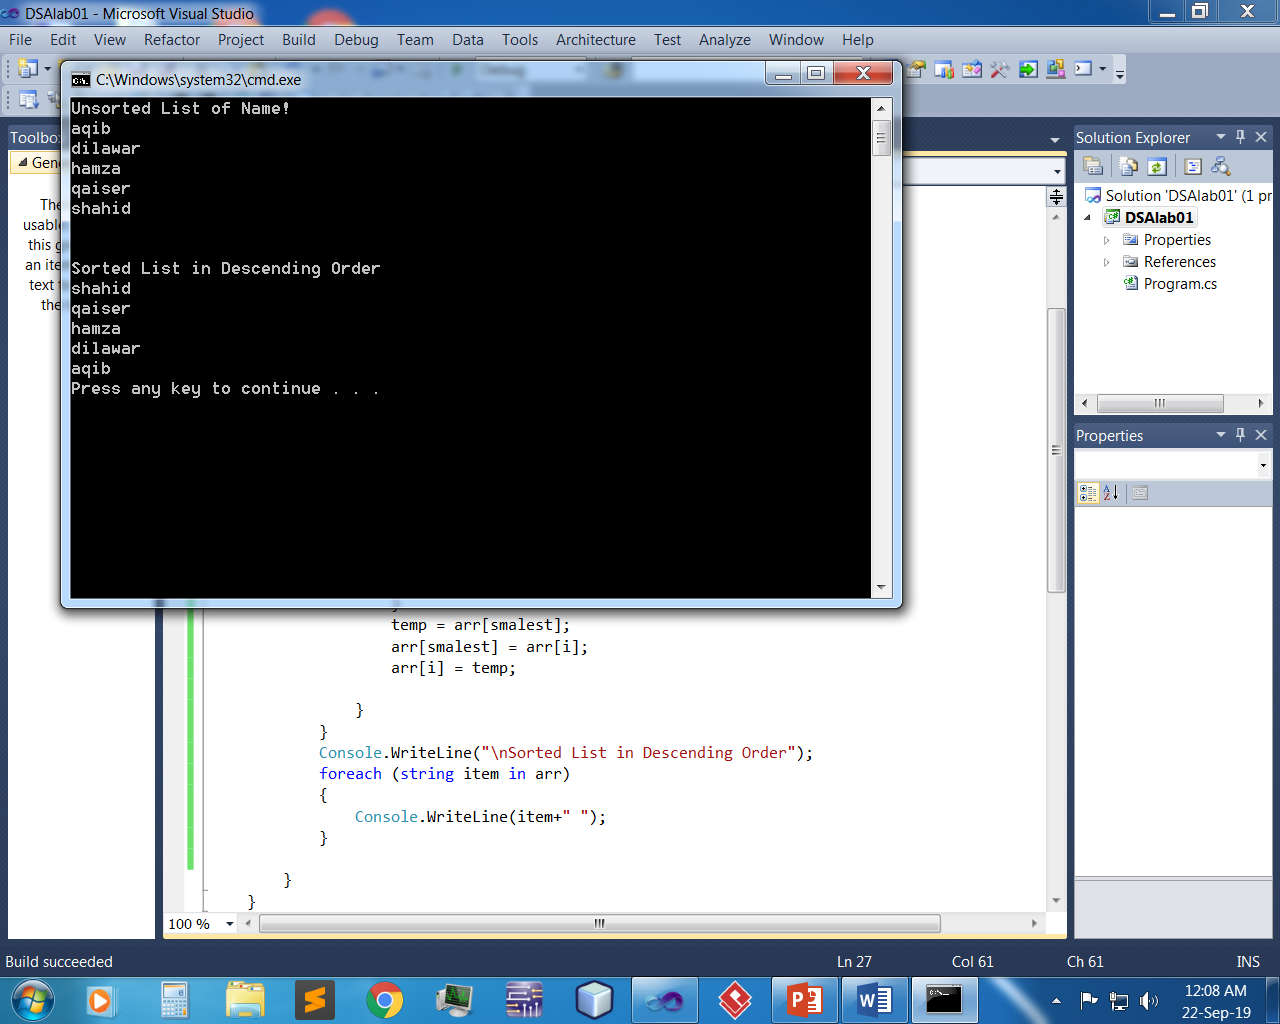 DSAlab01 - Microsoft Visual Studio
File Edit View Refactor Project Build Debug Team Data Tools Architecture Test Analyze Window Help
C:\Windows\system32\cmd.exe
Unsorted List of Name!
aqib
dilawar
hamza
qaiser
shahid
Sorted List in Descending Order
shahid
qaiser
hamza
dilawar
aqib
Press any key to continue . . .
temp = arr[smalest];
arr[smalest] = arr[i];
arr[i] = temp;
}
}
Console.WriteLine("\nSorted List in Descending Order");
foreach (string item in arr)
{
Console.WriteLine(item+" ");
}
}
}
100 %
Solution Explorer
Solution 'DSAlab01' (1 pr
DSAlab01
Properties
References
Program.cs
Properties
Build succeeded
Ln 27 Col 61 Ch 61 INS
12:08 AM
22-Sep-19